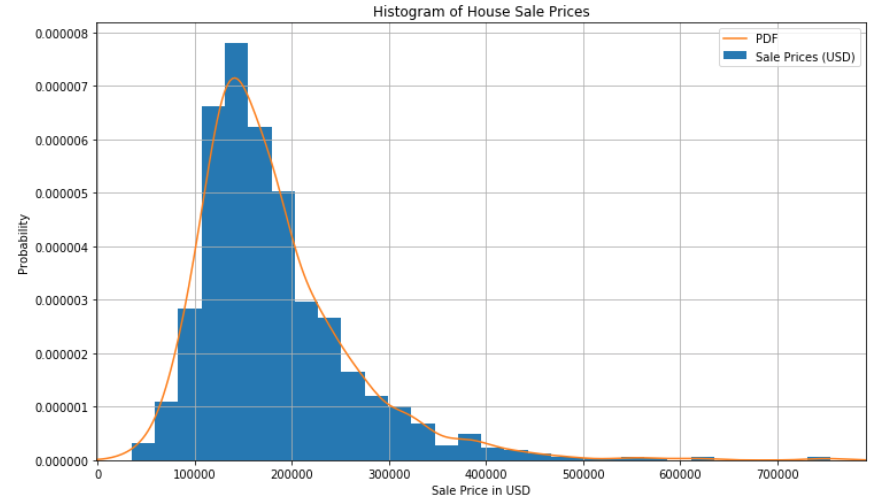 Histogram of House Sale Prices
PDF
Sale Prices (USD)
0.000008
0.000007
0.000006
0.000005
0.000004
0.000003
0.000002
0.000001
0.000000
Probability
0 100000 200000 300000 400000 500000 600000 700000
Sale Price in USD